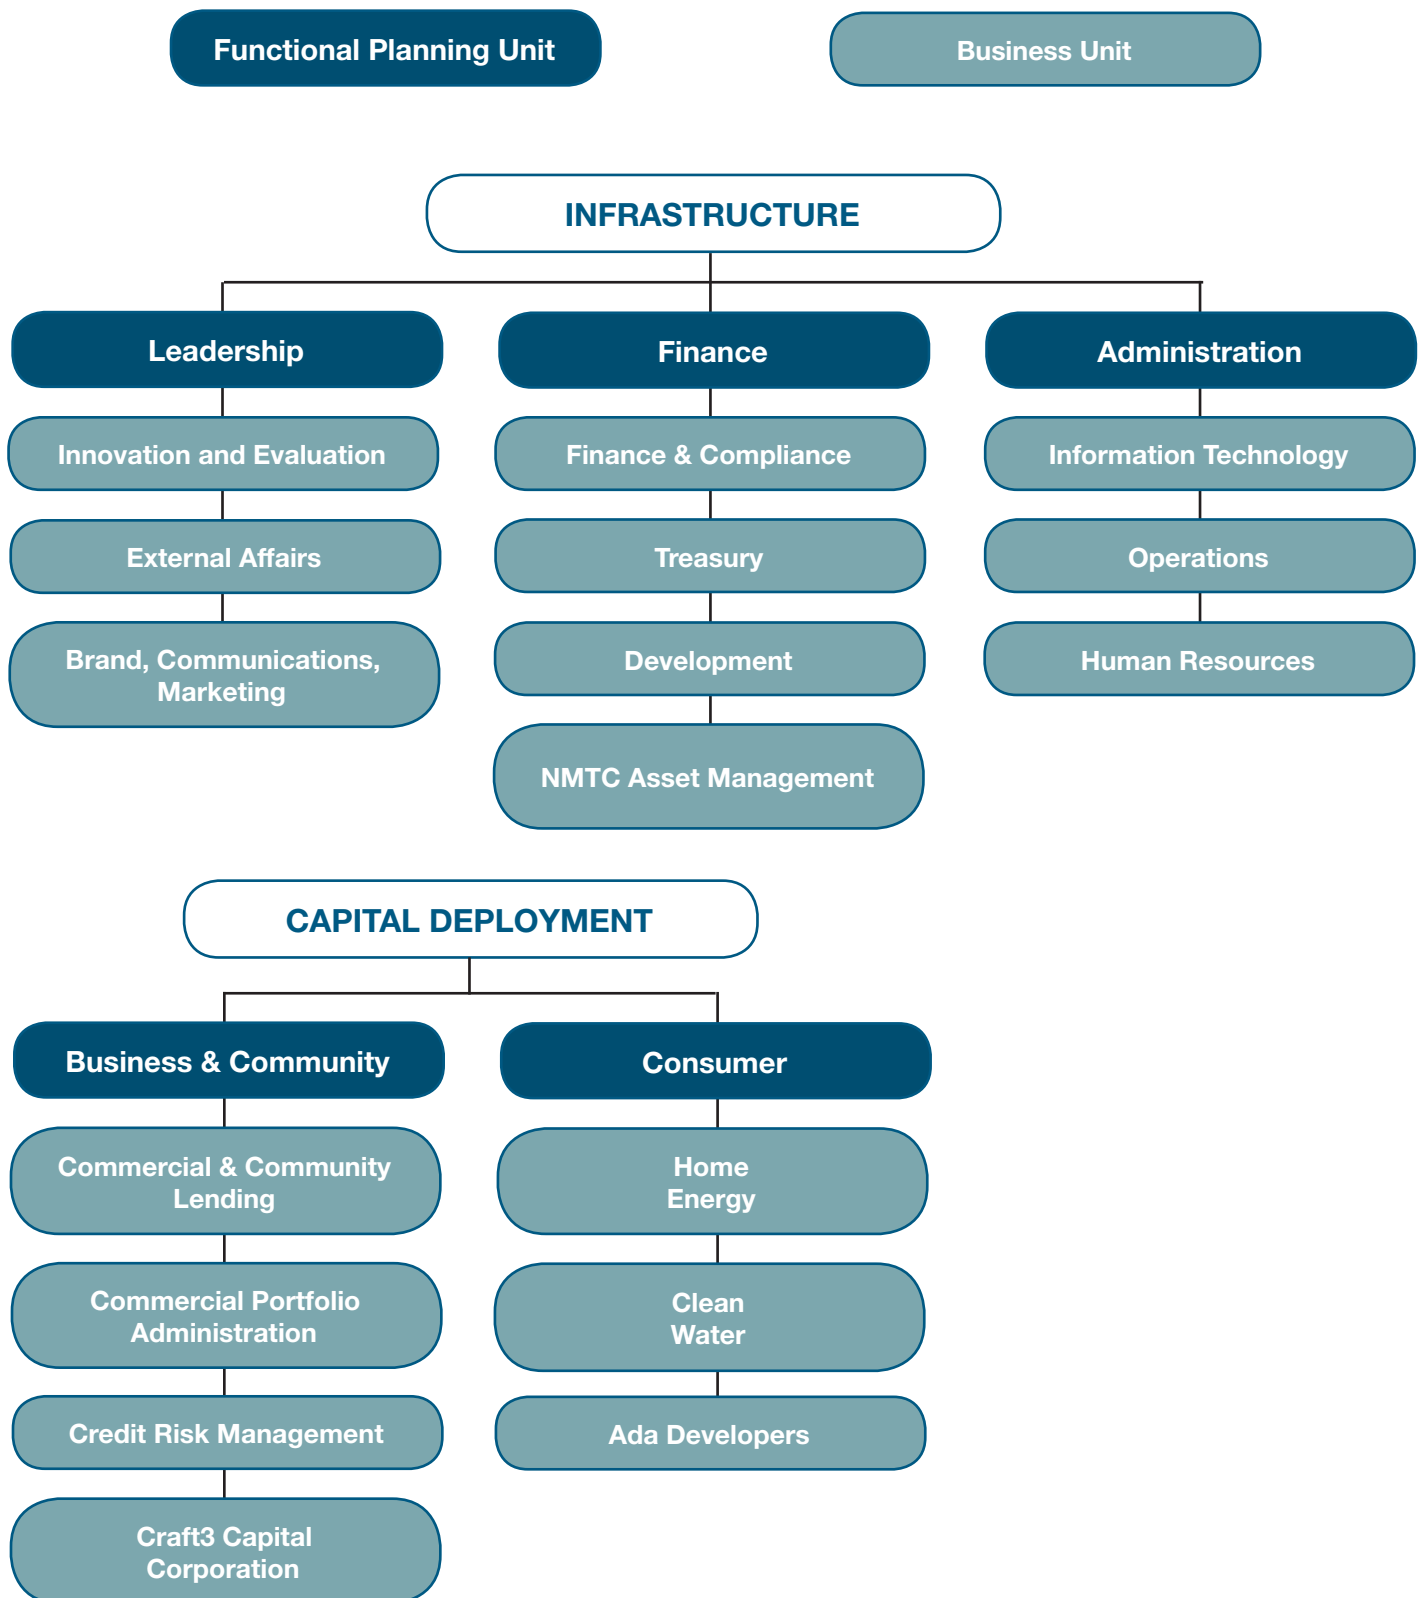 Functional Planning Unit
Business Unit
INFRASTRUCTURE
Leadership
Finance
Administration
Innovation and Evaluation
Finance & Compliance
Information Technology
External Affairs
Treasury
Operations
Brand, Communications,
Marketing
Development
Human Resources
NMTC Asset Management
CAPITAL DEPLOYMENT
Business & Community
Consumer
Commercial & Community
Lending
Home
Energy
Commercial Portfolio
Administration
Clean
Water
Credit Risk Management
Ada Developers
Craft3 Capital
Corporation